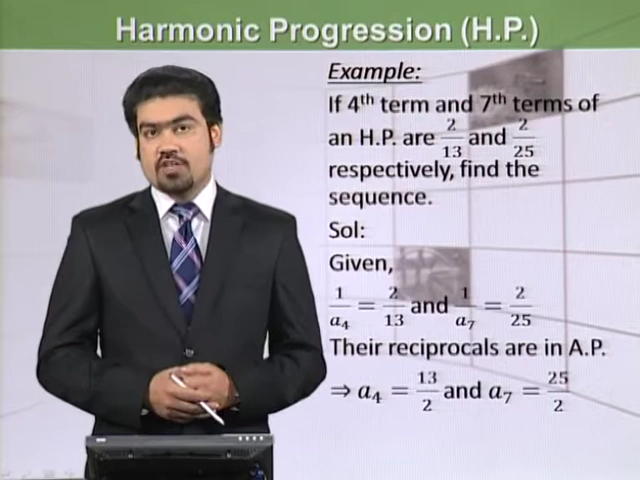 Harmonic Progression (H.P.)
Example:
If 4th term and 7th terms of
an H.P. are 2/13 and 2/25
respectively, find the
sequence.
Sol:
Given,
1/a₄ = 2/13 and 1/a₇ = 2/25
Their reciprocals are in A.P.
⇒ a₄ = 13/2 and a₇ = 25/2